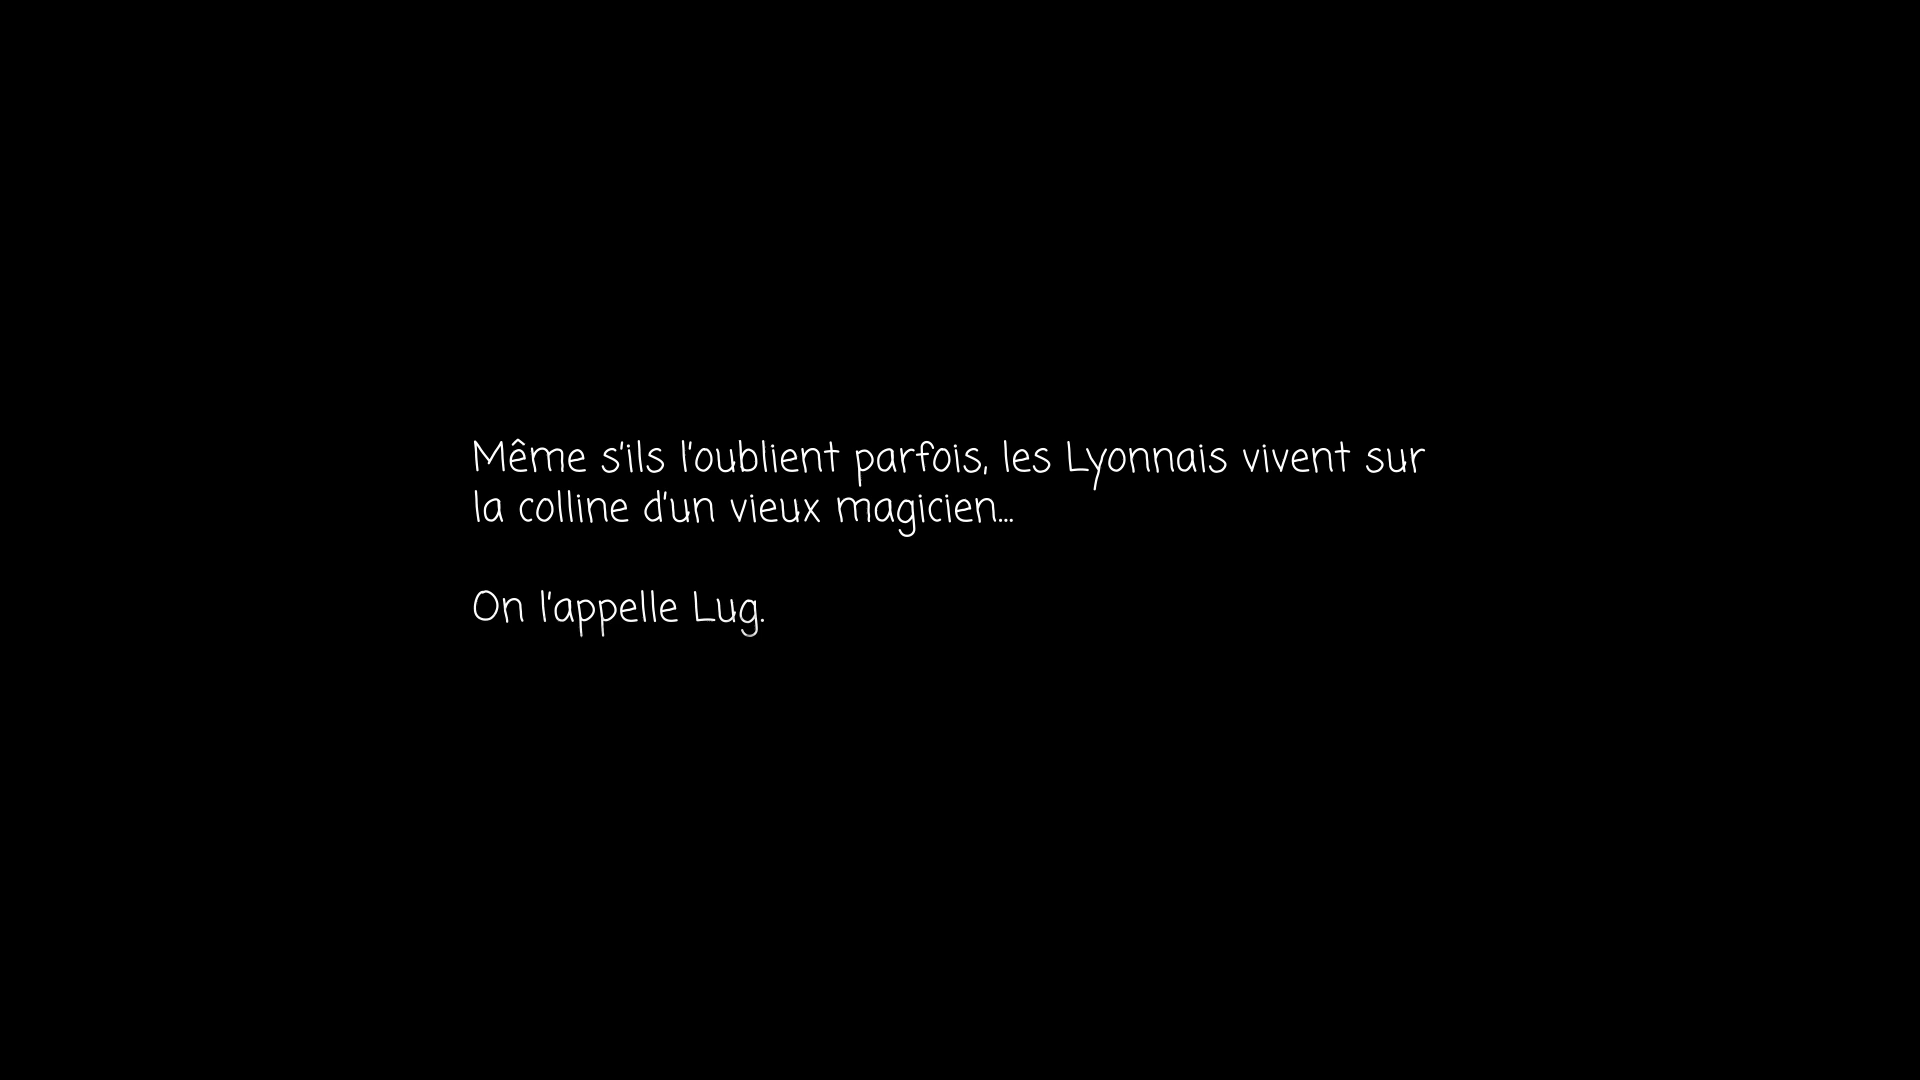 Même s'ils l'oublient parfois, les Lyonnais vivent sur
la colline d'un vieux magicien...
On l'appelle Lug.